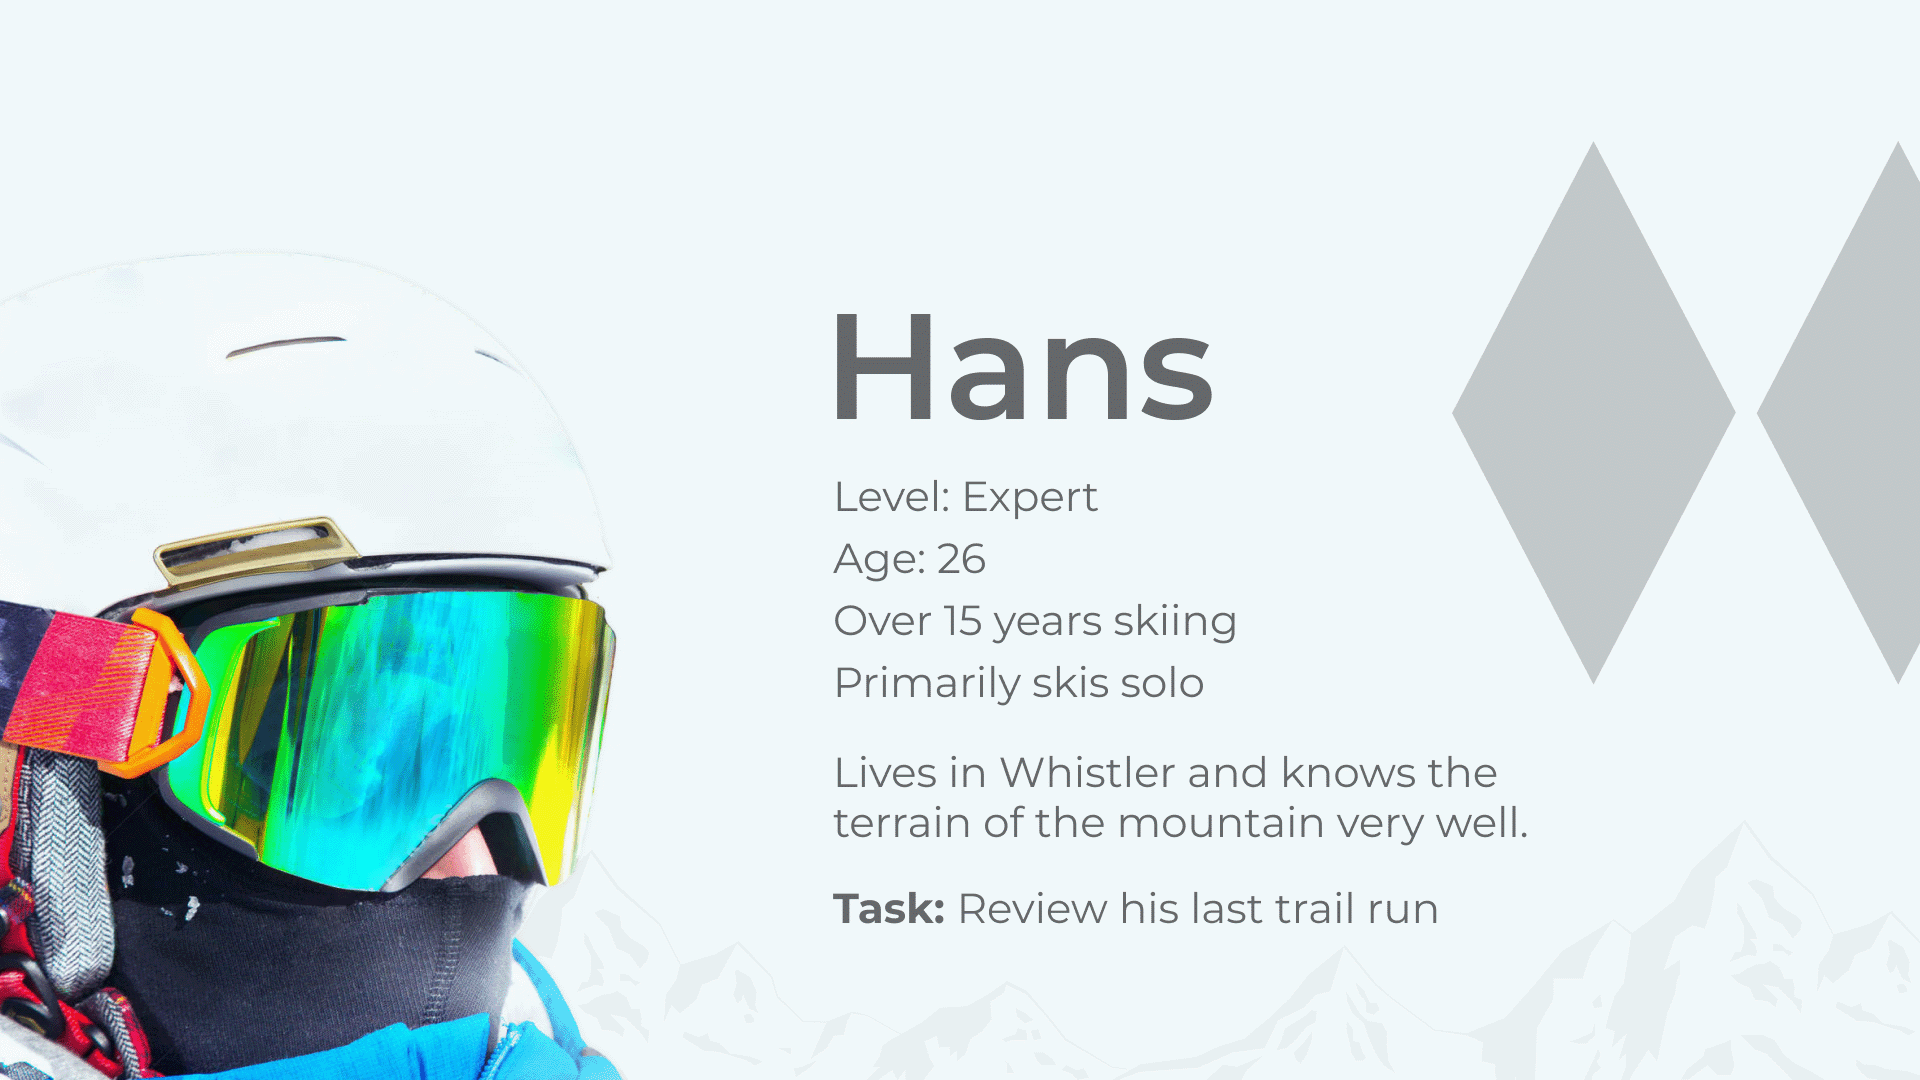 Hans
Level: Expert
Age: 26
Over 15 years skiing
Primarily skis solo
Lives in Whistler and knows the
terrain of the mountain very well.
Task: Review his last trail run